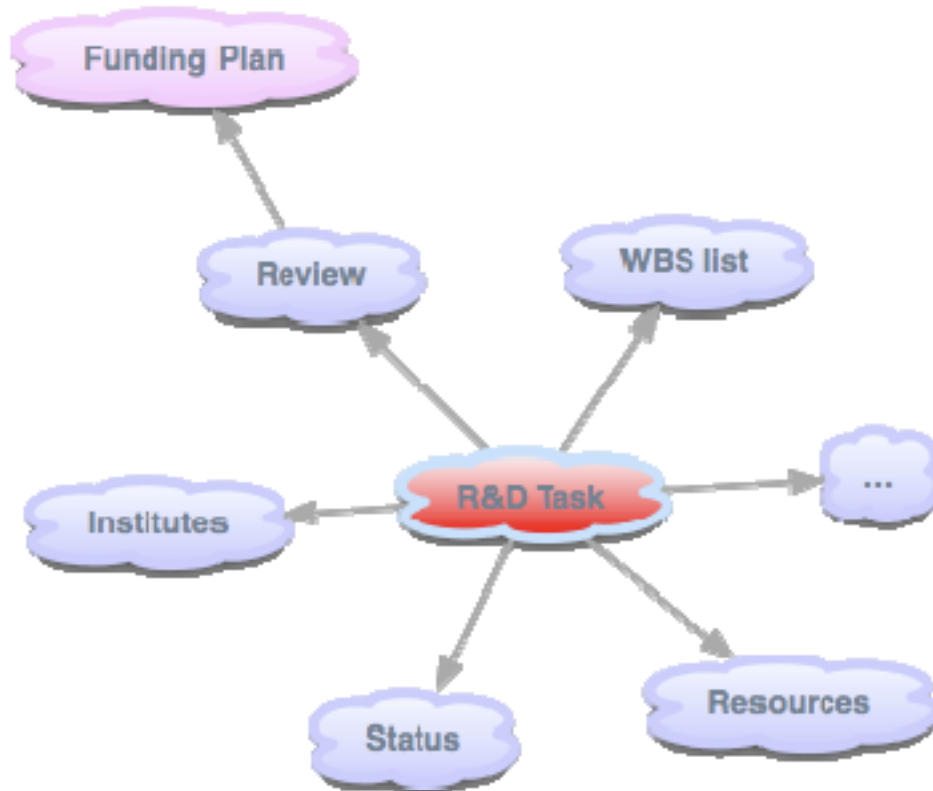 Funding Plan
Review
WBS list
R&D Task
...
Institutes
Resources
Status